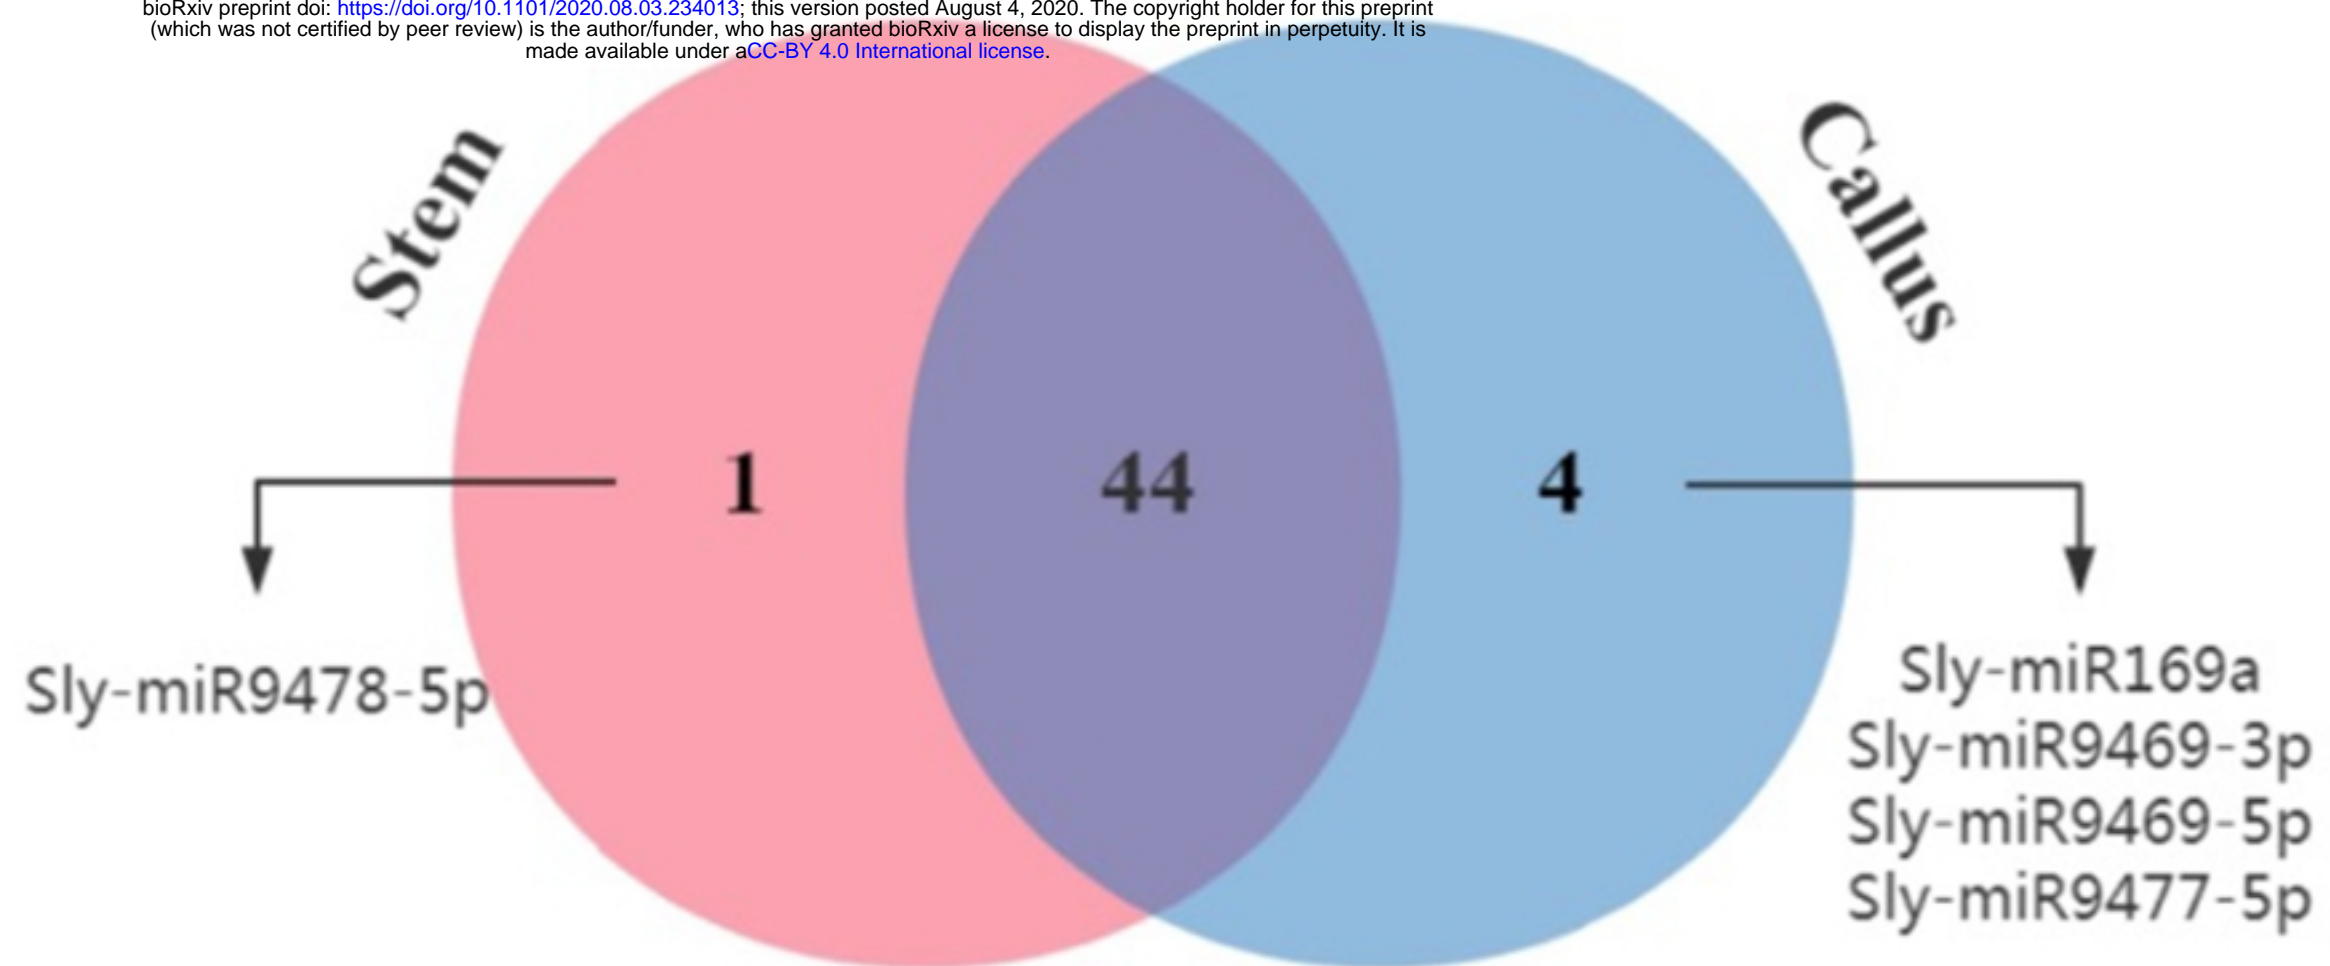 bioRxiv preprint doi: https://doi.org/10.1101/2020.08.03.234013; this version posted August 4, 2020. The copyright holder for this preprint
(which was not certified by peer review) is the author/funder, who has granted bioRxiv a license to display the preprint in perpetuity. It is
made available under aCC-BY 4.0 International license.
Stem
Callus
1
44
4
Sly-miR9478-5p
Sly-miR169a
Sly-miR9469-3p
Sly-miR9469-5p
Sly-miR9477-5p